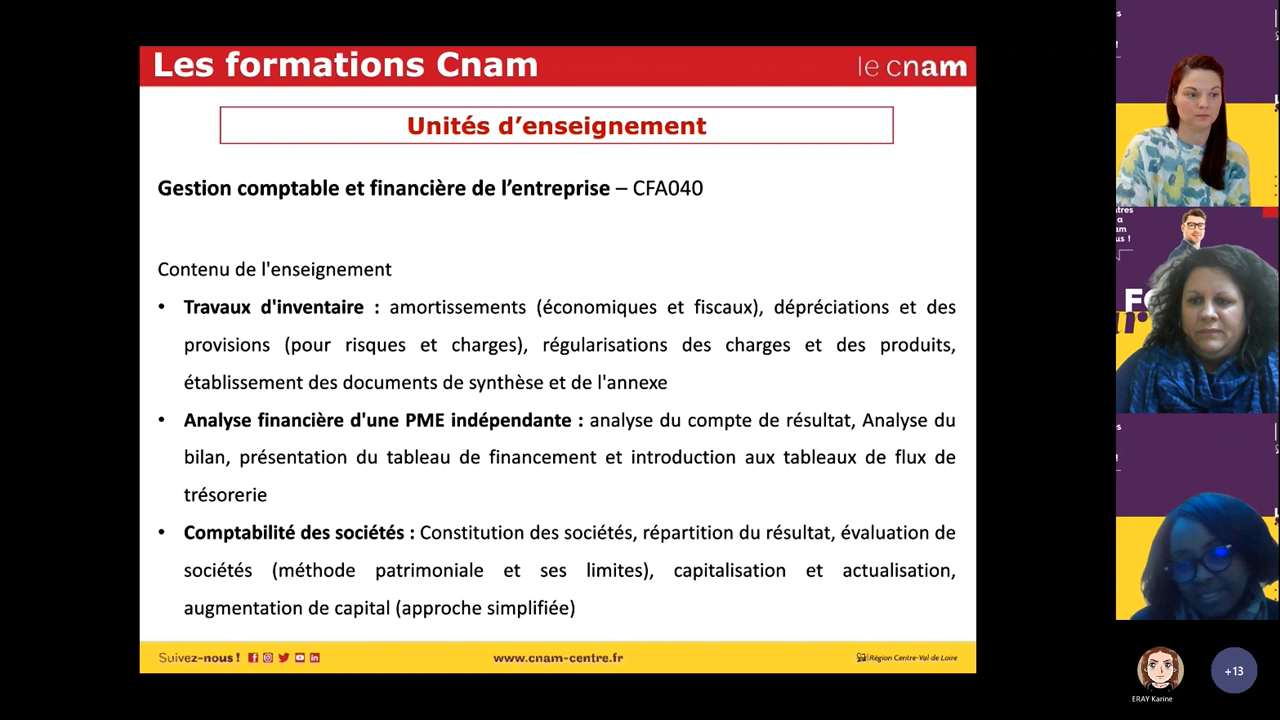 Les formations Cnam
le cnam
Unités d’enseignement
Gestion comptable et financière de l’entreprise – CFA040
Contenu de l'enseignement
• Travaux d'inventaire : amortissements (économiques et fiscaux), dépréciations et des
provisions (pour risques et charges), régularisations des charges et des produits,
établissement des documents de synthèse et de l'annexe
• Analyse financière d'une PME indépendante : analyse du compte de résultat, Analyse du
bilan, présentation du tableau de financement et introduction aux tableaux de flux de
trésorerie
• Comptabilité des sociétés : Constitution des sociétés, répartition du résultat, évaluation de
sociétés (méthode patrimoniale et ses limites), capitalisation et actualisation,
augmentation de capital (approche simplifiée)
Suivez-nous !
www.cnam-centre.fr
Région Centre-Val de Loire
ERAY Karine
+13